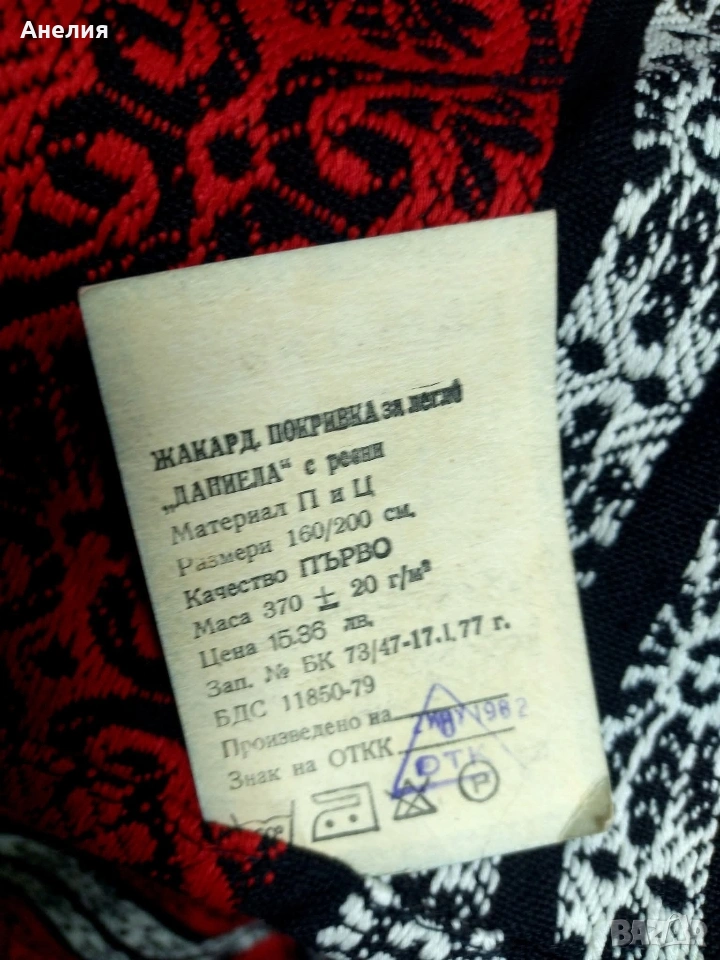 Анелия
ЖАКАРД. ПОКРИВКА за легло
„ДАНИЕЛА“ с ресни
Материал П и Ц
Размери 160/200 см.
Качество ПЪРВО
Маса 370 ± 20 г/м²
Цена 15.36 лв.
Зап. № БК 73/47-17.I.77 г.
БДС 11850-79
Произведено на 1982
Знак на ОТКК ОТК
P
BAZAR